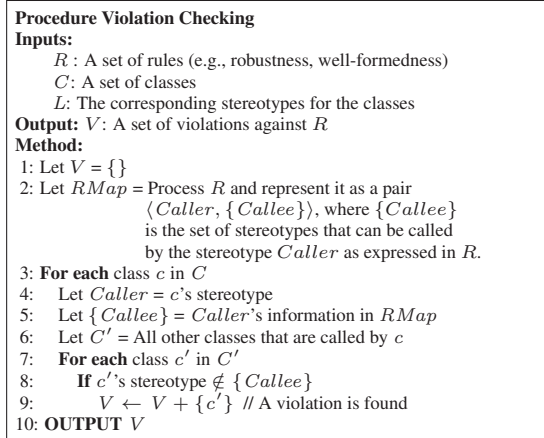 Procedure Violation Checking
Inputs:
R : A set of rules (e.g., robustness, well-formedness)
C: A set of classes
L: The corresponding stereotypes for the classes
Output: V: A set of violations against R
Method:
1: Let V = {}
2: Let RMap = Process R and represent it as a pair
⟨Caller, {Callee}⟩, where {Callee}
is the set of stereotypes that can be called
by the stereotype Caller as expressed in R.
3: For each class c in C
4: Let Caller = c's stereotype
5: Let {Callee} = Caller's information in RMap
6: Let C′ = All other classes that are called by c
7: For each class c′ in C′
8: If c′'s stereotype ∉ {Callee}
9: V ← V + {c′} // A violation is found
10: OUTPUT V